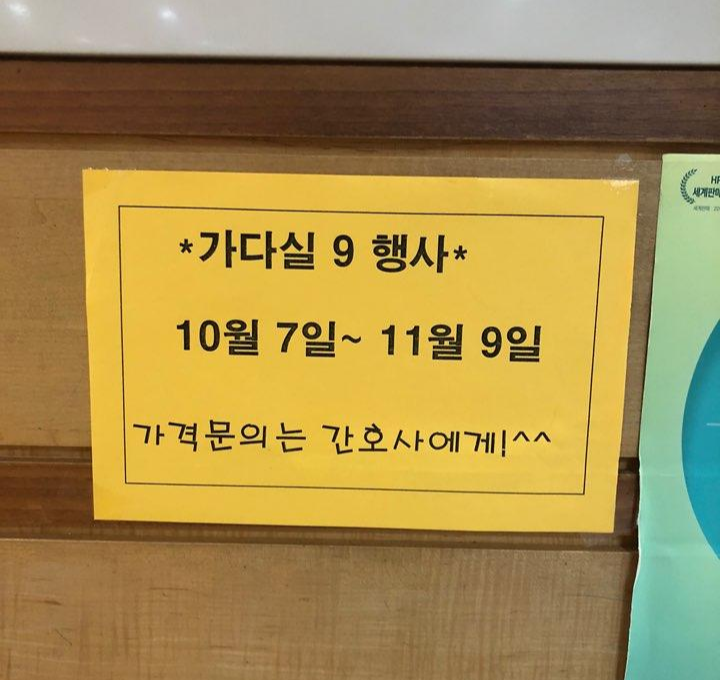 *가다실 9 행사*
10월 7일~ 11월 9일
가격문의는 간호사에게!^^